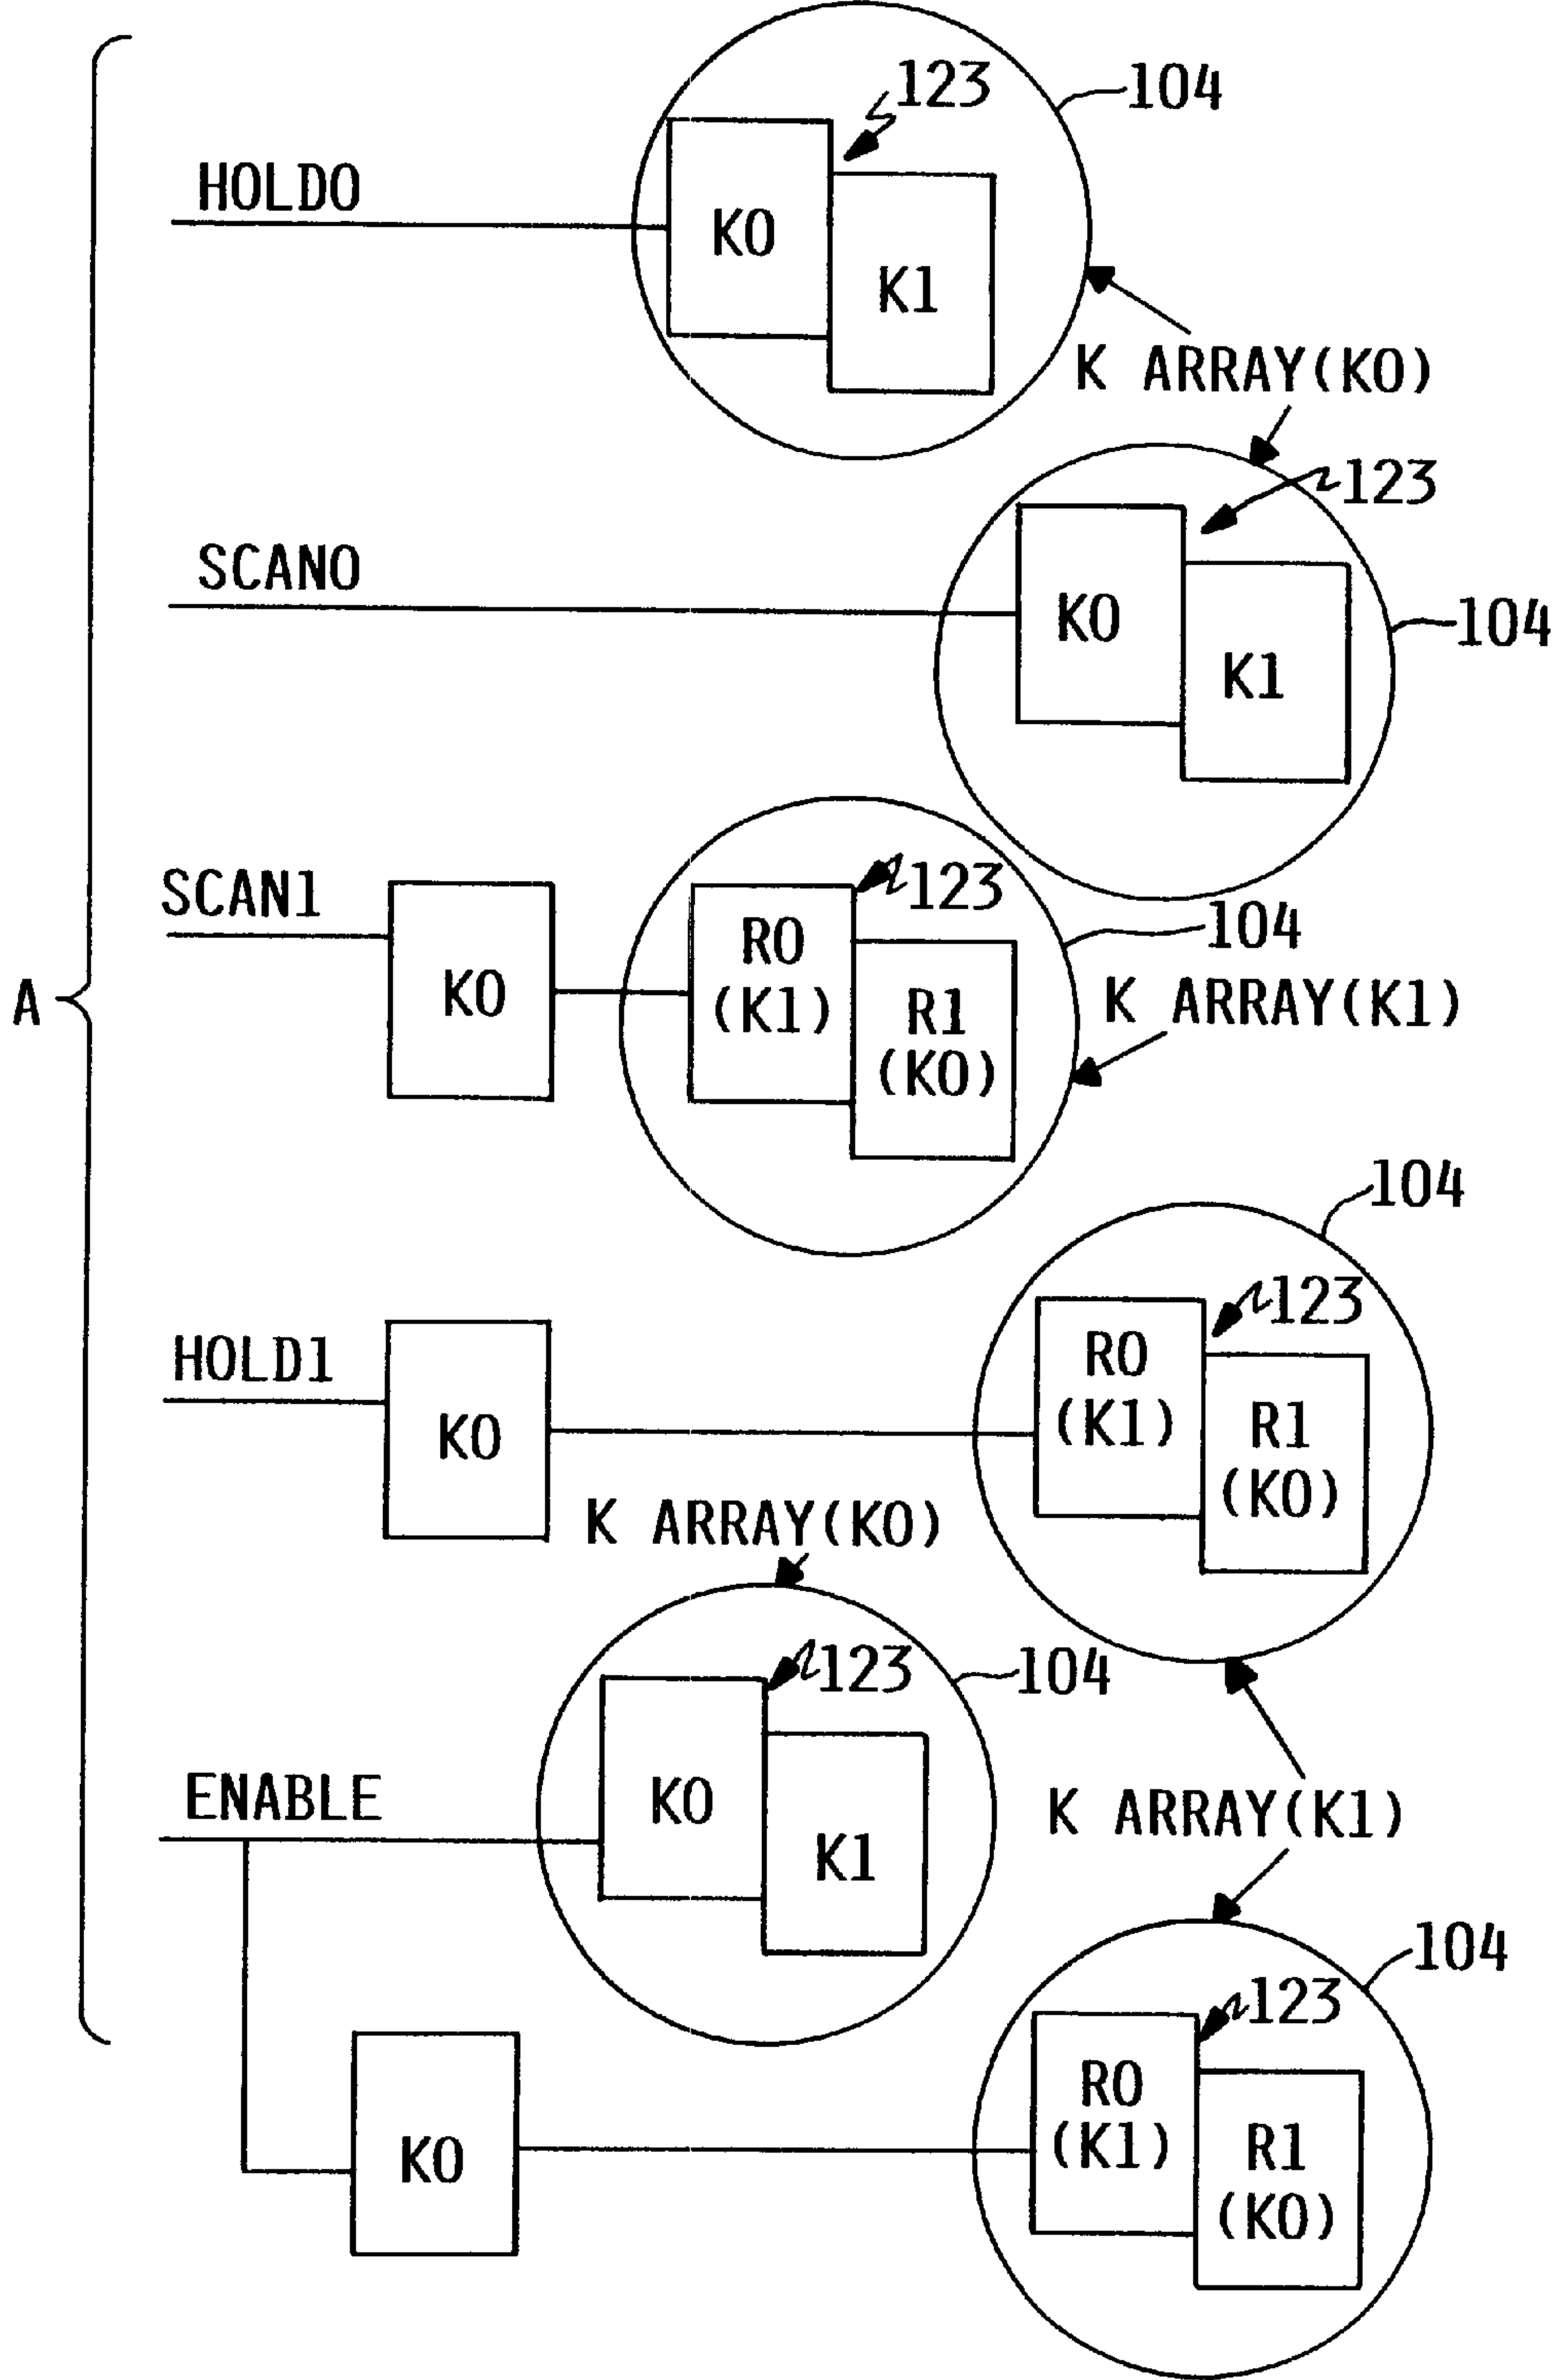 123
104
HOLD0
K0
K1
K ARRAY(K0)
123
SCAN0
104
K0
K1
SCAN1
123
104
R0
(K1)
K0
R1
(K0)
K ARRAY(K1)
A
104
123
HOLD1
R0
(K1)
K0
R1
(K0)
K ARRAY(K0)
123
104
ENABLE
K0
K1
K ARRAY(K1)
104
123
R0
(K1)
K0
R1
(K0)